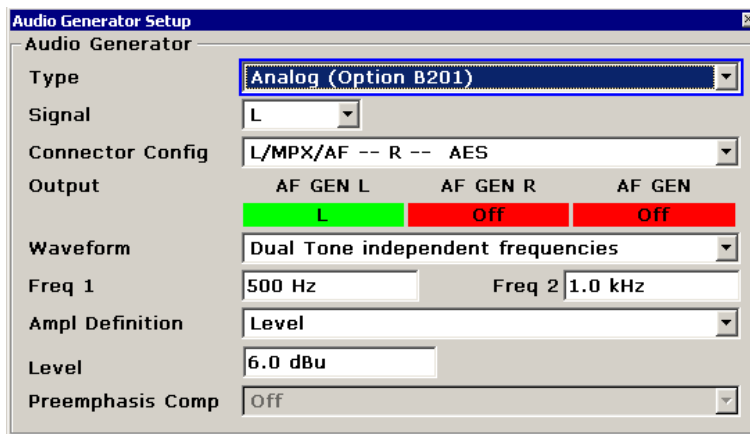 Audio Generator Setup
Audio Generator
Type Analog (Option B201)
Signal L
Connector Config L/MPX/AF -- R -- AES
Output AF GEN L AF GEN R AF GEN
L Off Off
Waveform Dual Tone independent frequencies
Freq 1 500 Hz Freq 2 1.0 kHz
Ampl Definition Level
Level 6.0 dBu
Preemphasis Comp Off